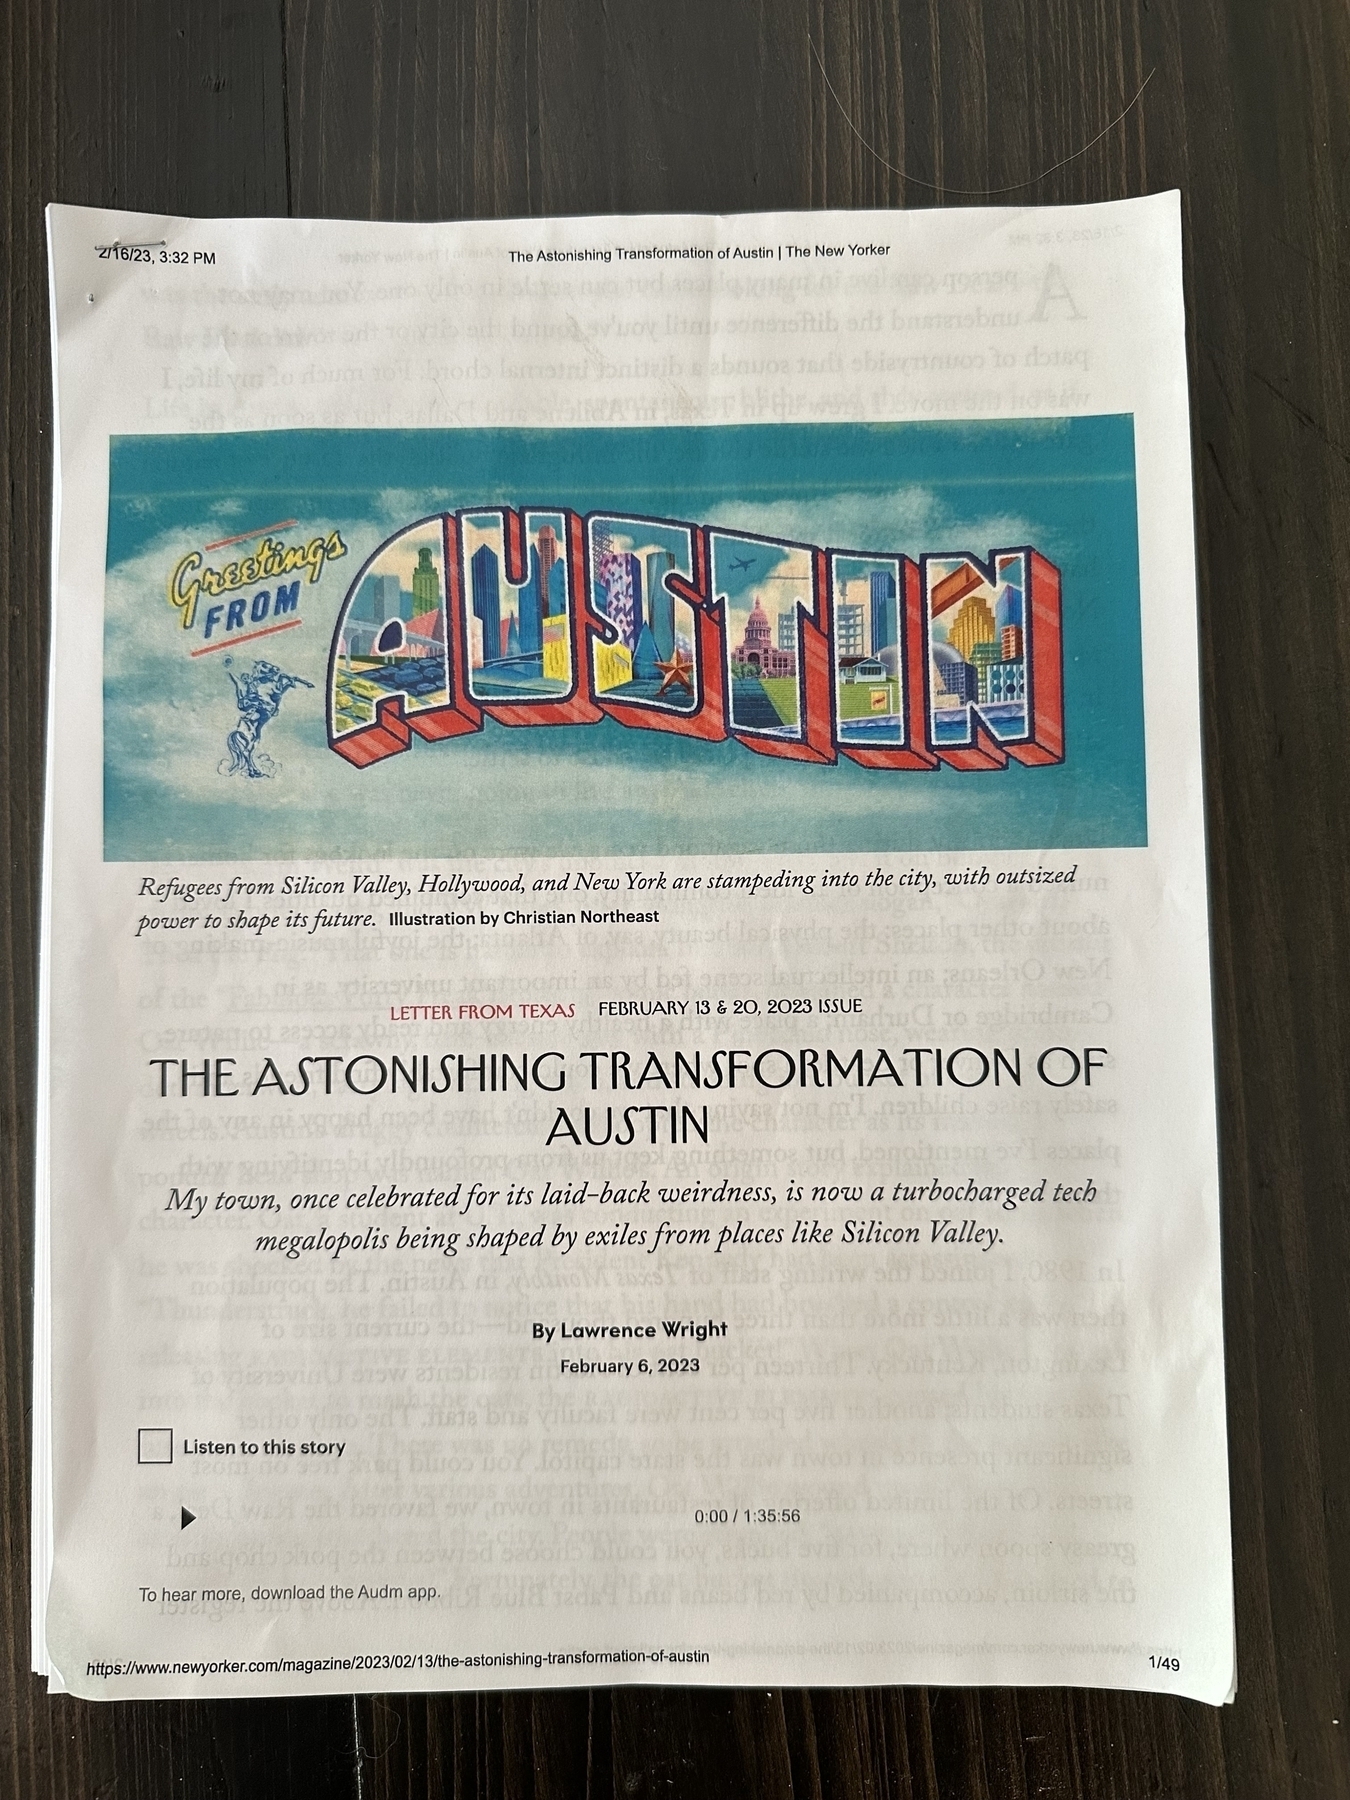 2/16/23, 3:32 PM
The Astonishing Transformation of Austin | The New Yorker
Greetings
FROM
AUSTIN
Refugees from Silicon Valley, Hollywood, and New York are stampeding into the city, with outsized
power to shape its future. Illustration by Christian Northeast
LETTER FROM TEXAS FEBRUARY 13 & 20, 2023 ISSUE
THE ASTONISHING TRANSFORMATION OF
AUSTIN
My town, once celebrated for its laid-back weirdness, is now a turbocharged tech
megalopolis being shaped by exiles from places like Silicon Valley.
By Lawrence Wright
February 6, 2023
Listen to this story
0:00 / 1:35:56
To hear more, download the Audm app.
https://www.newyorker.com/magazine/2023/02/13/the-astonishing-transformation-of-austin
1/49